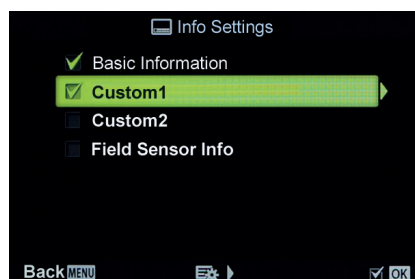 Info Settings
Basic Information
Custom1
Custom2
Field Sensor Info
Back MENU OK